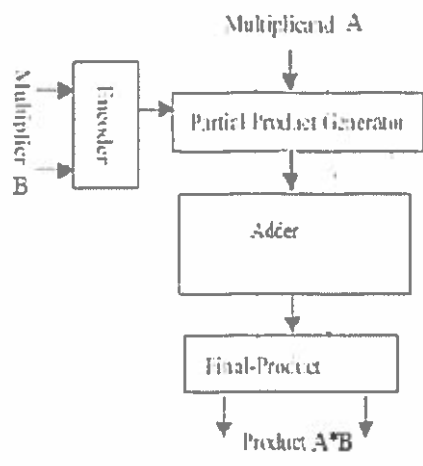 Multiplicand A
Multiplier
B
Encoder
Partial Product Generator
Adder
Final-Product
Product A*B